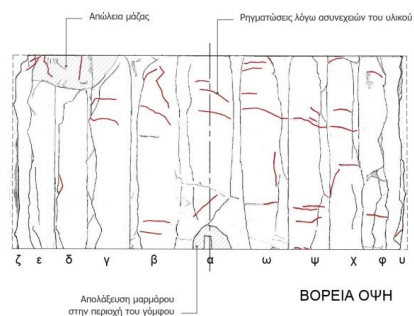 Απώλεια μάζας
Ρηγματώσεις λόγω ασυνεχειών του υλικού
ζ ε δ γ β α ω ψ χ φ υ
Απολάξευση μαρμάρου
στην περιοχή του γόμφου
ΒΟΡΕΙΑ ΟΨΗ